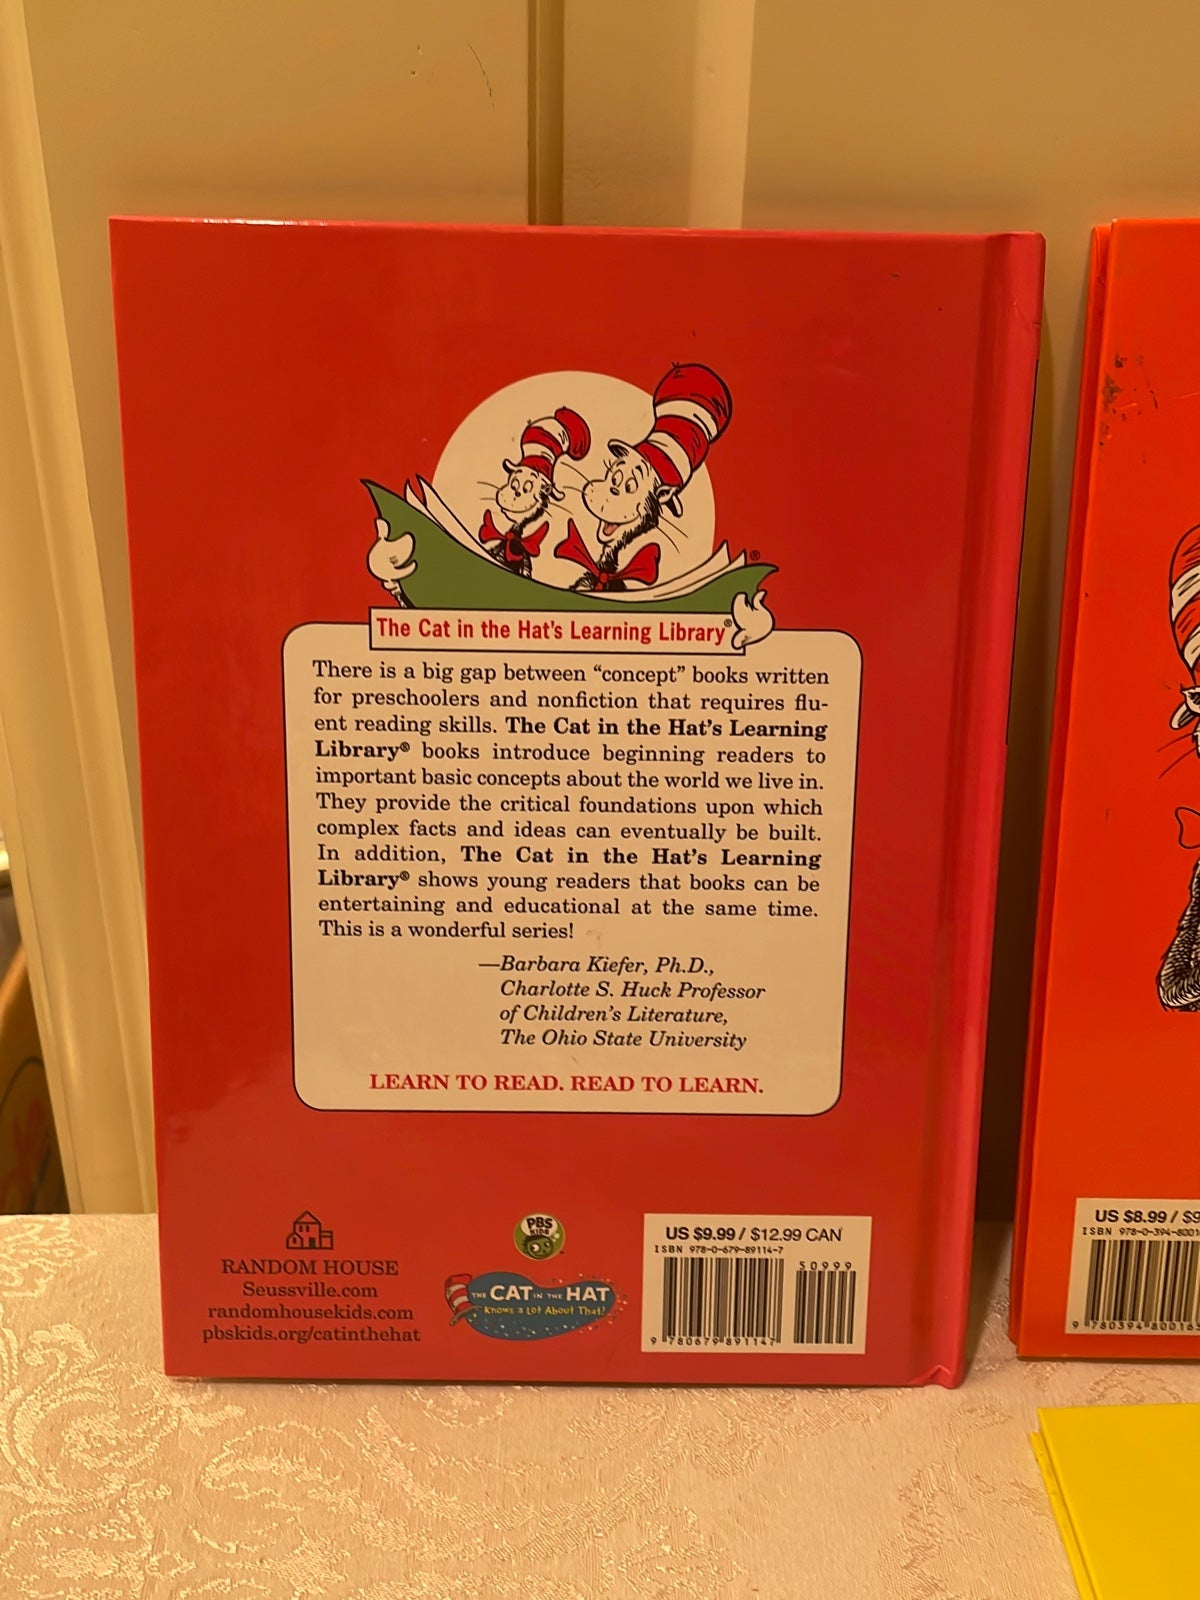 The Cat in the Hat's Learning Library®
There is a big gap between “concept” books written
for preschoolers and nonfiction that requires flu-
ent reading skills. The Cat in the Hat's Learning
Library® books introduce beginning readers to
important basic concepts about the world we live in.
They provide the critical foundations upon which
complex facts and ideas can eventually be built.
In addition, The Cat in the Hat's Learning
Library® shows young readers that books can be
entertaining and educational at the same time.
This is a wonderful series!
—Barbara Kiefer, Ph.D.,
Charlotte S. Huck Professor
of Children's Literature,
The Ohio State University
LEARN TO READ. READ TO LEARN.
RANDOM HOUSE
Seussville.com
randomhousekids.com
pbskids.org/catinthehat
PBS
KIDS
THE CAT IN THE HAT
Knows a Lot About That!
US $9.99 / $12.99 CAN
ISBN 978-0-679-89114-7
50999
9 780679 891147
US $8.99 /
ISBN 978-0-394-8001
9 780394 80016